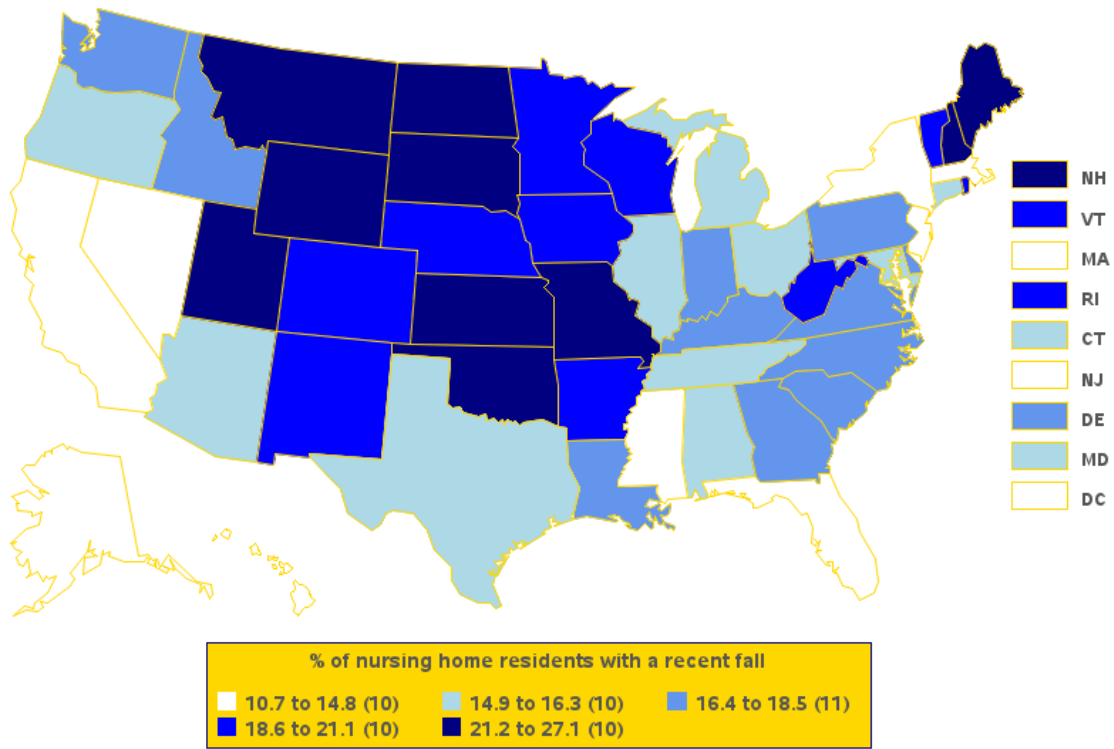 NH
VT
MA
RI
CT
NJ
DE
MD
DC
% of nursing home residents with a recent fall
10.7 to 14.8 (10) 14.9 to 16.3 (10) 16.4 to 18.5 (11)
18.6 to 21.1 (10) 21.2 to 27.1 (10)